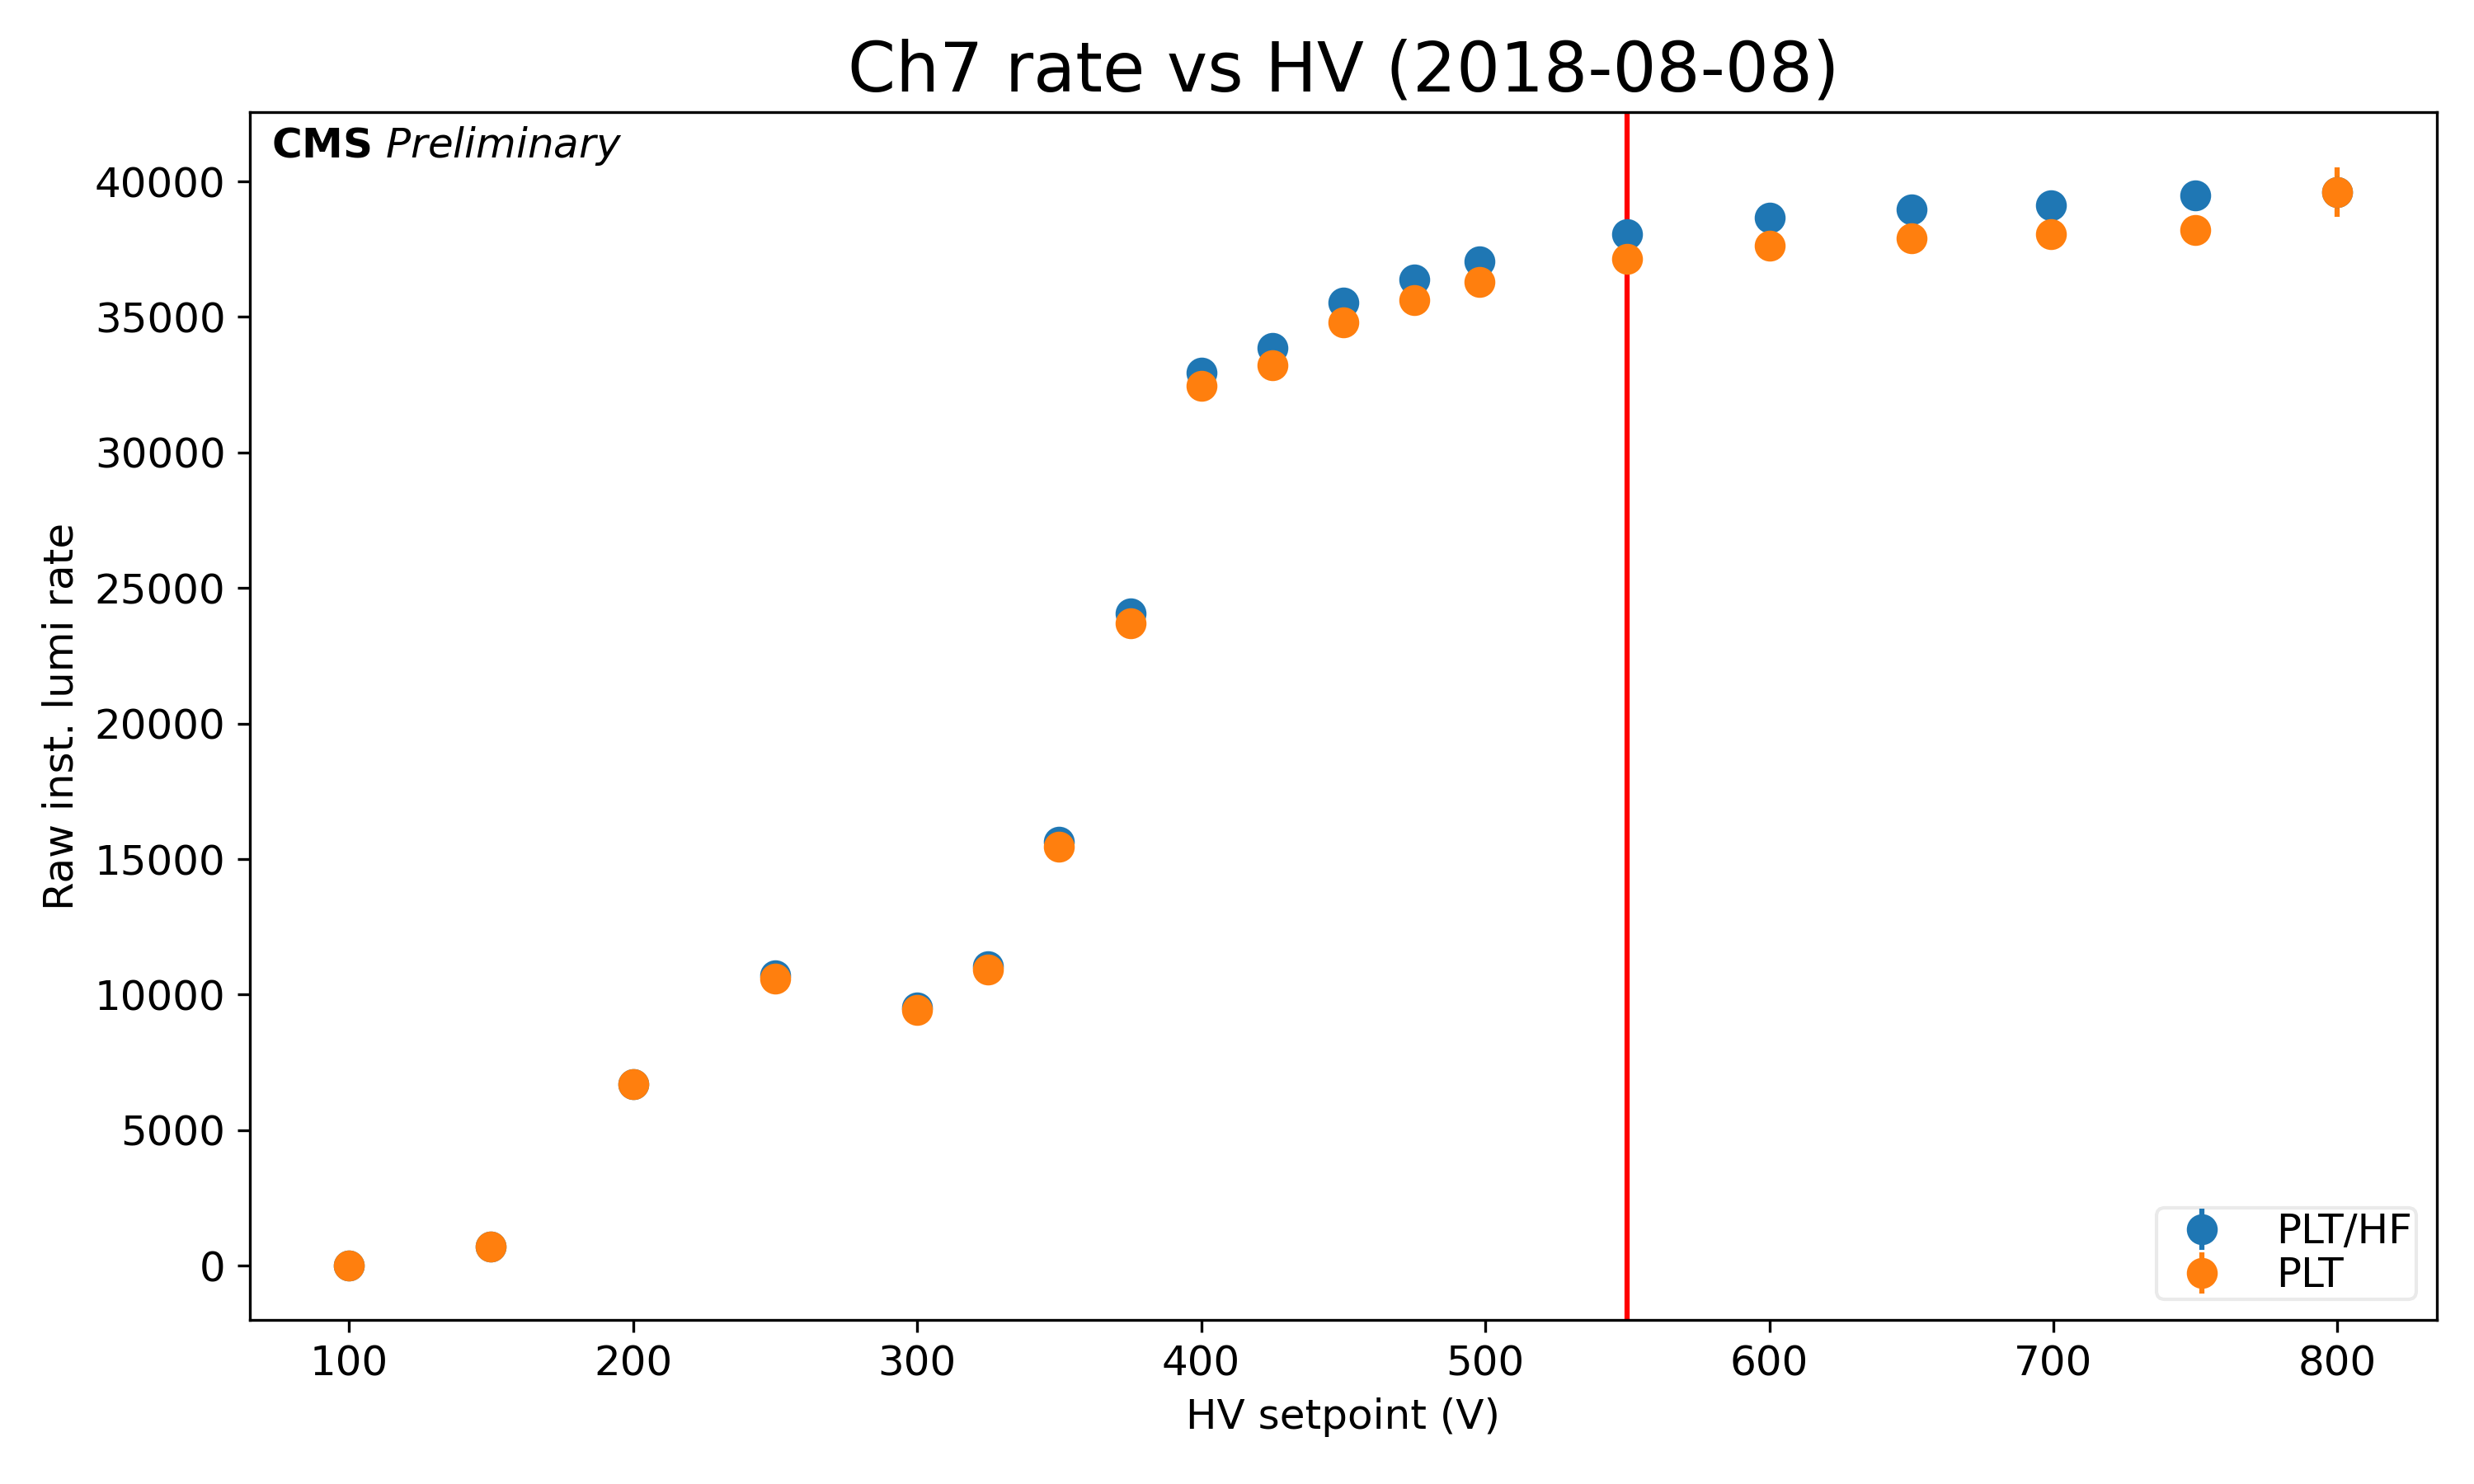 Ch7 rate vs HV (2018-08-08)
CMS Preliminary
40000
35000
30000
25000
20000
15000
10000
5000
0
Raw inst. lumi rate
100 200 300 400 500 600 700 800
HV setpoint (V)
PLT/HF
PLT